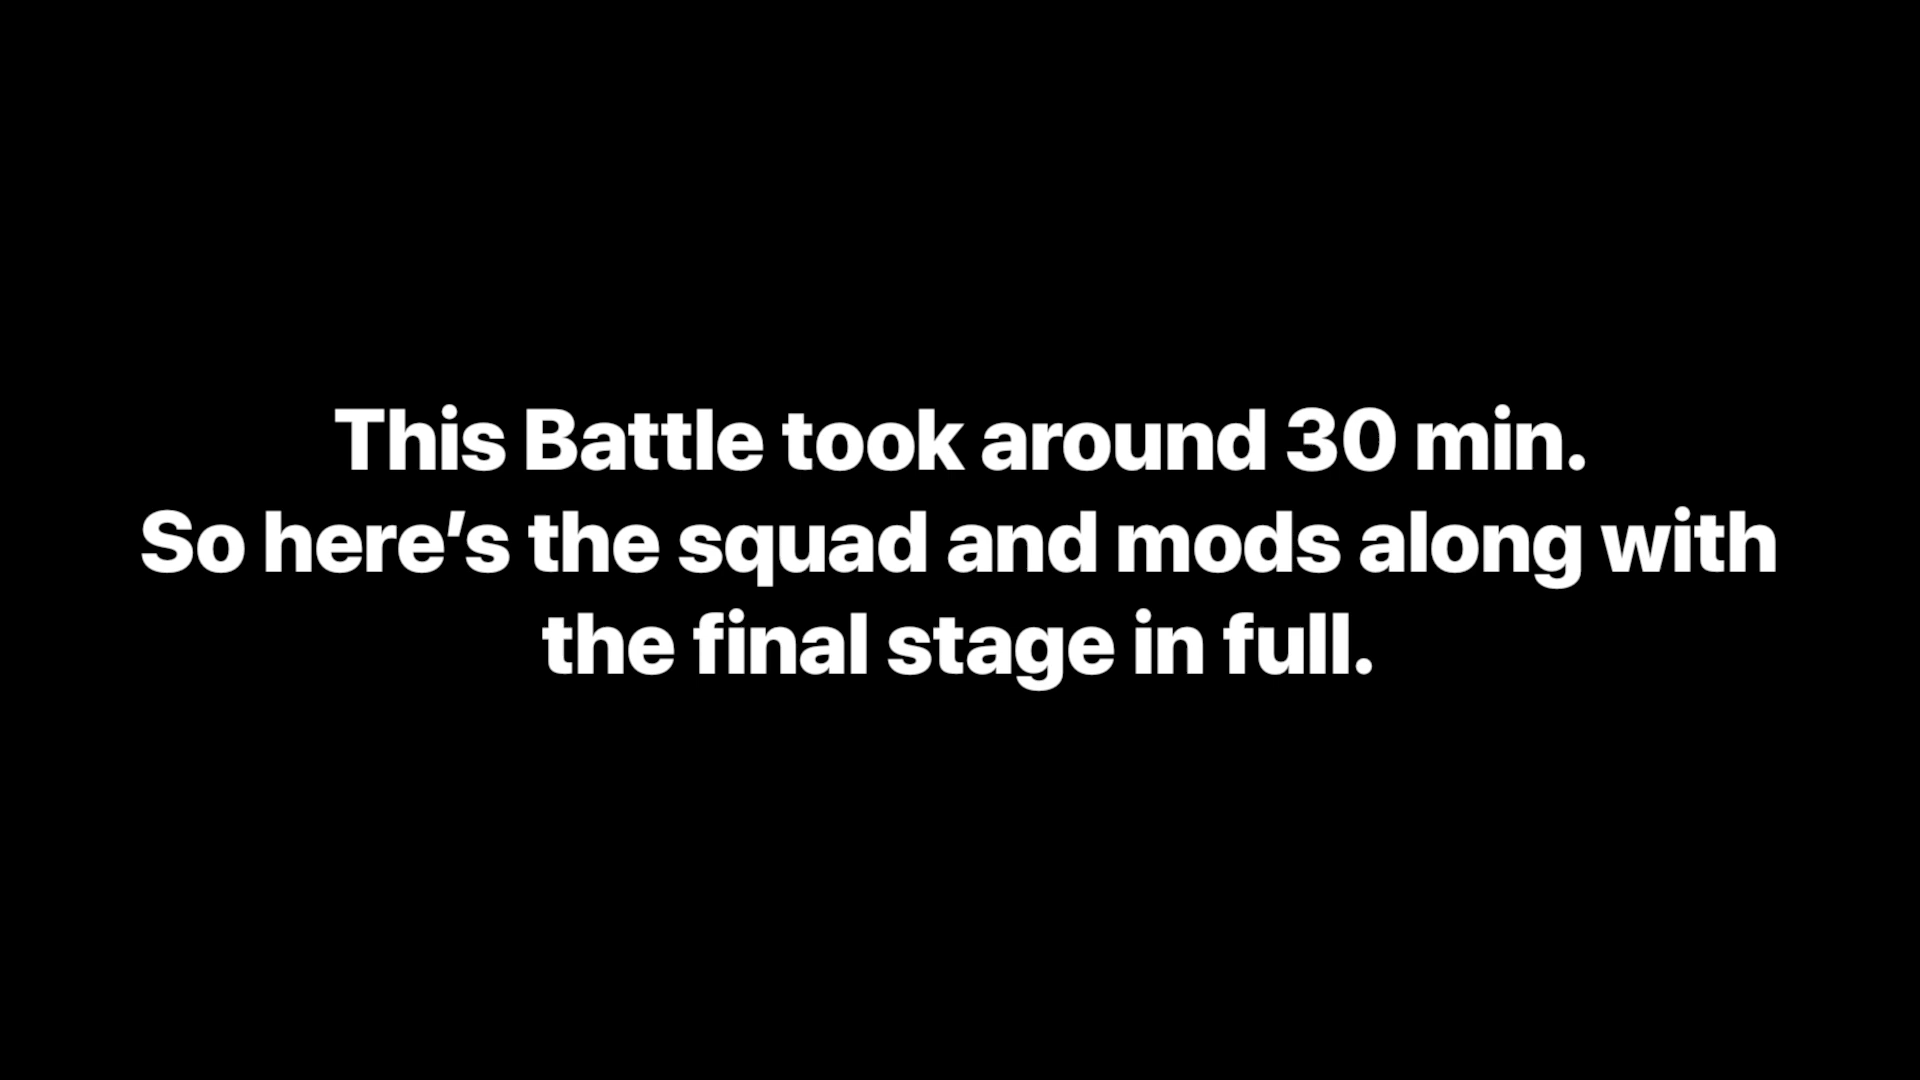 This Battle took around 30 min.
So here’s the squad and mods along with
the final stage in full.